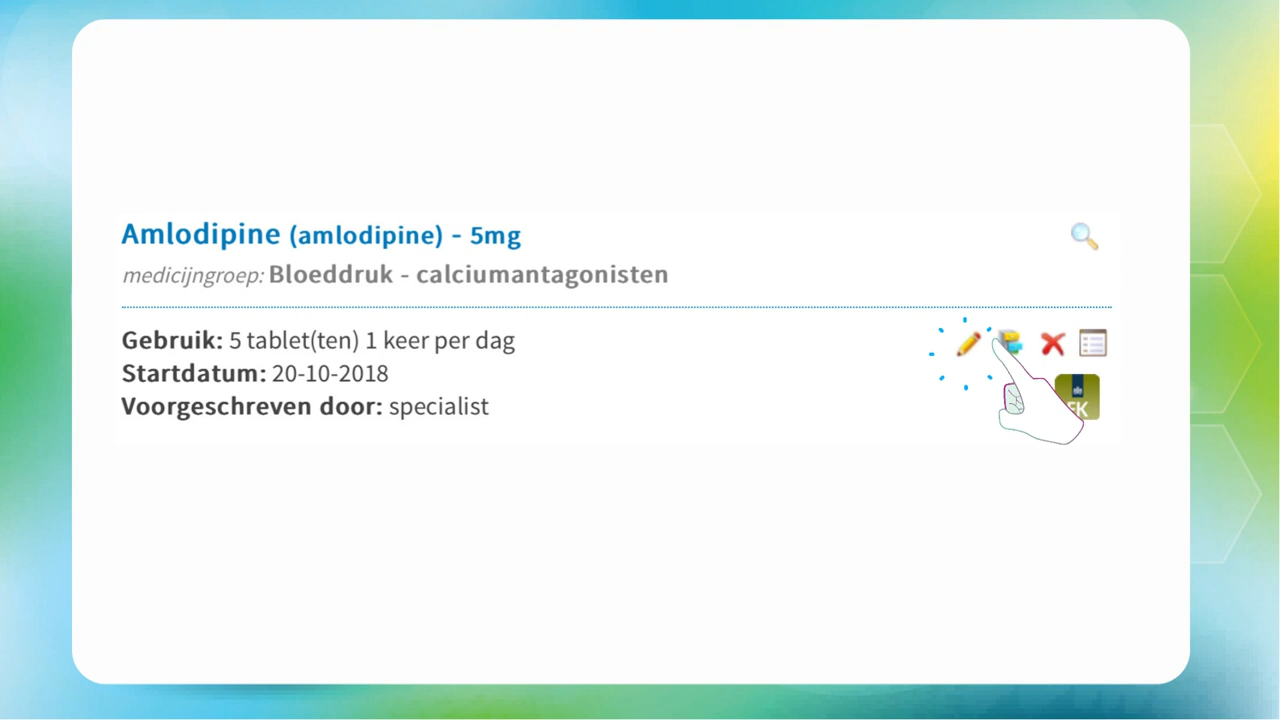 Amlodipine (amlodipine) - 5mg
medicijngroep: Bloeddruk - calciumantagonisten
Gebruik: 5 tablet(ten) 1 keer per dag
Startdatum: 20-10-2018
Voorgeschreven door: specialist